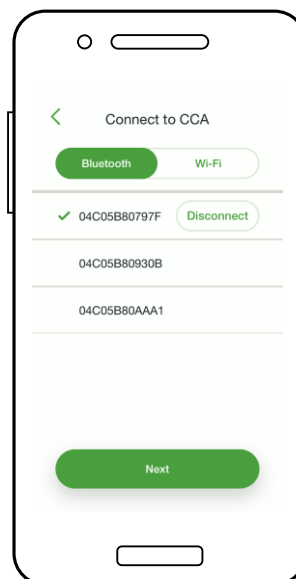 Connect to CCA
Bluetooth Wi-Fi
04C05B80797F Disconnect
04C05B80930B
04C05B80AAA1
Next